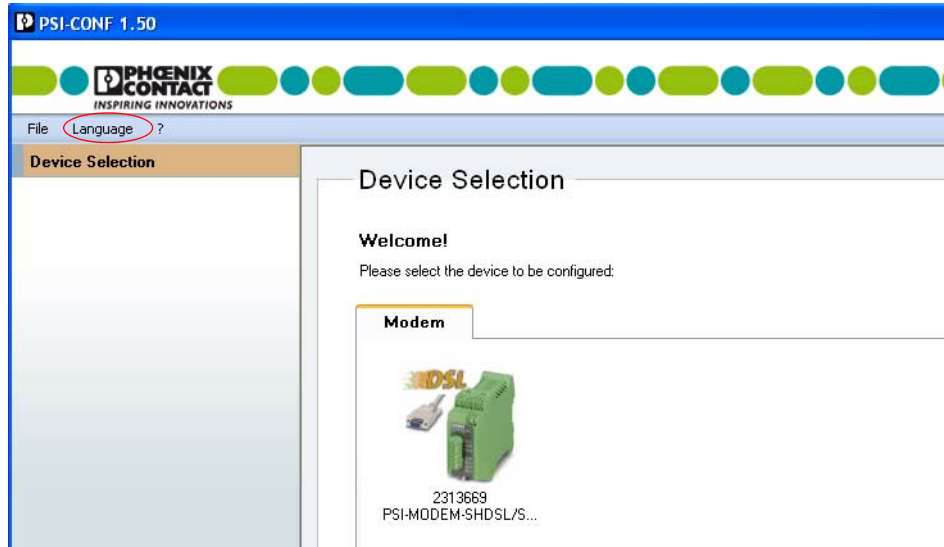 PSI-CONF 1.50
PHŒNIX
CONTACT
INSPIRING INNOVATIONS
File Language ?
Device Selection
Device Selection
Welcome!
Please select the device to be configured:
Modem
DSL
2313669
PSI-MODEM-SHDSL/S...